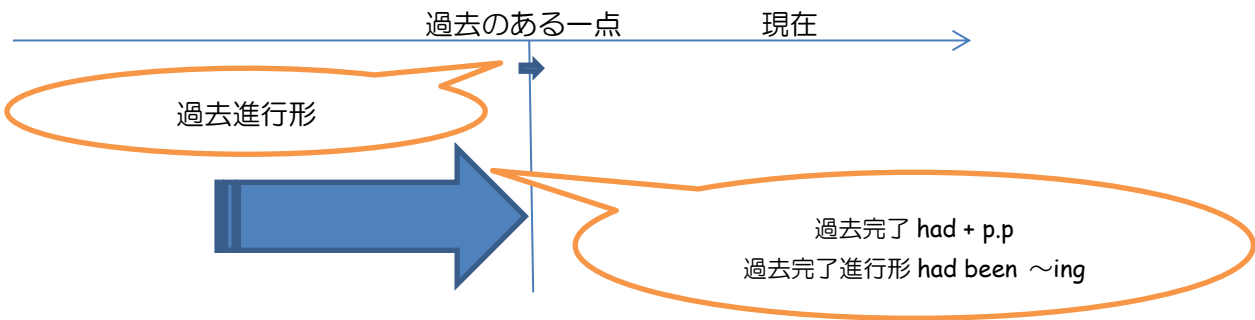 過去のある一点 現在
過去進行形
過去完了 had + p.p
過去完了進行形 had been ～ing